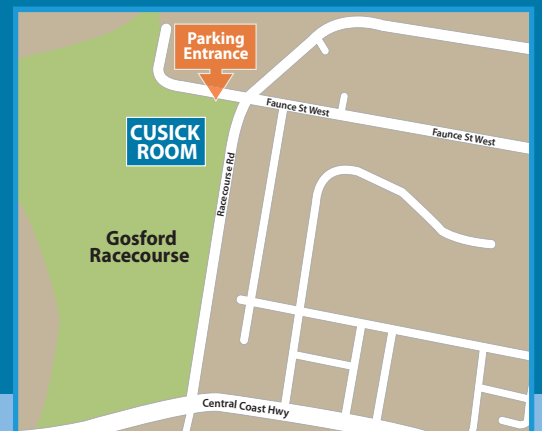 Parking
Entrance
Faunce St West
Faunce St West
CUSICK
ROOM
Racecourse Rd
Gosford
Racecourse
Central Coast Hwy